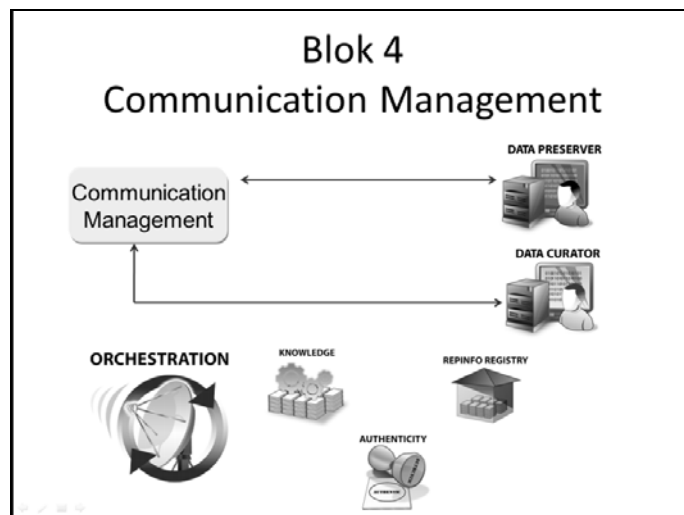 Blok 4
Communication Management
DATA PRESERVER
Communication
Management
DATA CURATOR
ORCHESTRATION
KNOWLEDGE
REPINFO REGISTRY
AUTHENTICITY